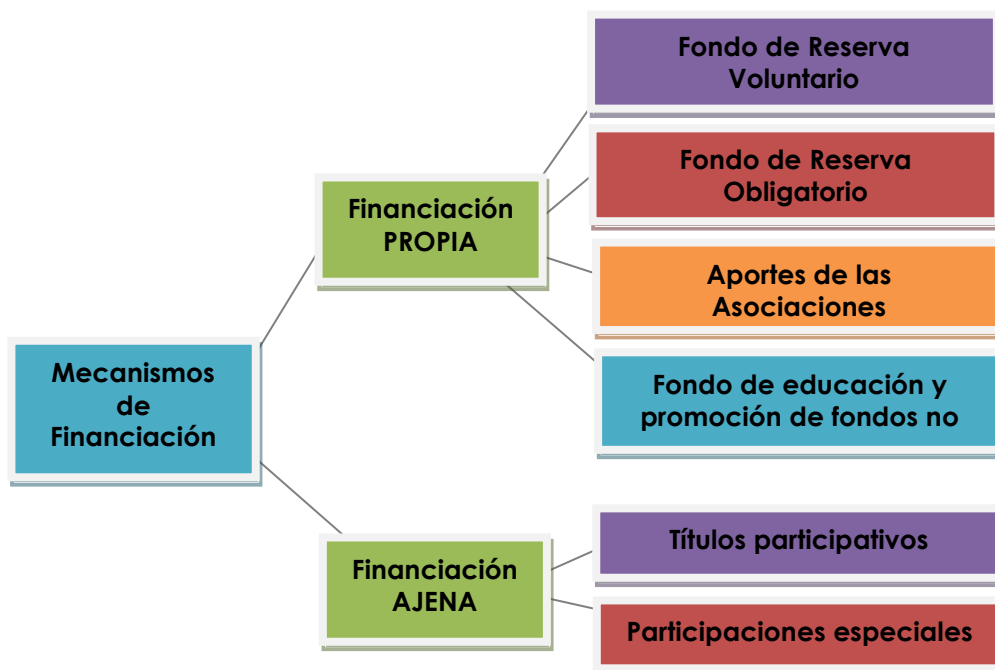 Mecanismos
de
Financiación
Financiación
PROPIA
Fondo de Reserva
Voluntario
Fondo de Reserva
Obligatorio
Aportes de las
Asociaciones
Fondo de educación y
promoción de fondos no
Financiación
AJENA
Títulos participativos
Participaciones especiales